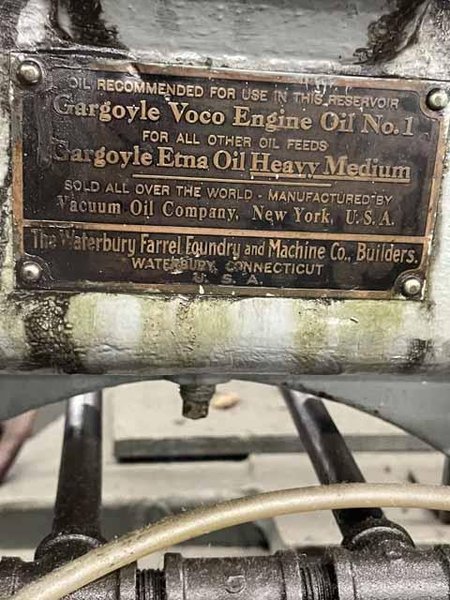 OIL RECOMMENDED FOR USE IN THIS RESERVOIR
Gargoyle Voco Engine Oil No. 1
FOR ALL OTHER OIL FEEDS
Gargoyle Etna Oil Heavy Medium
SOLD ALL OVER THE WORLD - MANUFACTURED BY
Vacuum Oil Company, New York, U.S.A.
The Waterbury Farrel Foundry and Machine Co., Builders.
WATERBURY, CONNECTICUT
U. S. A.